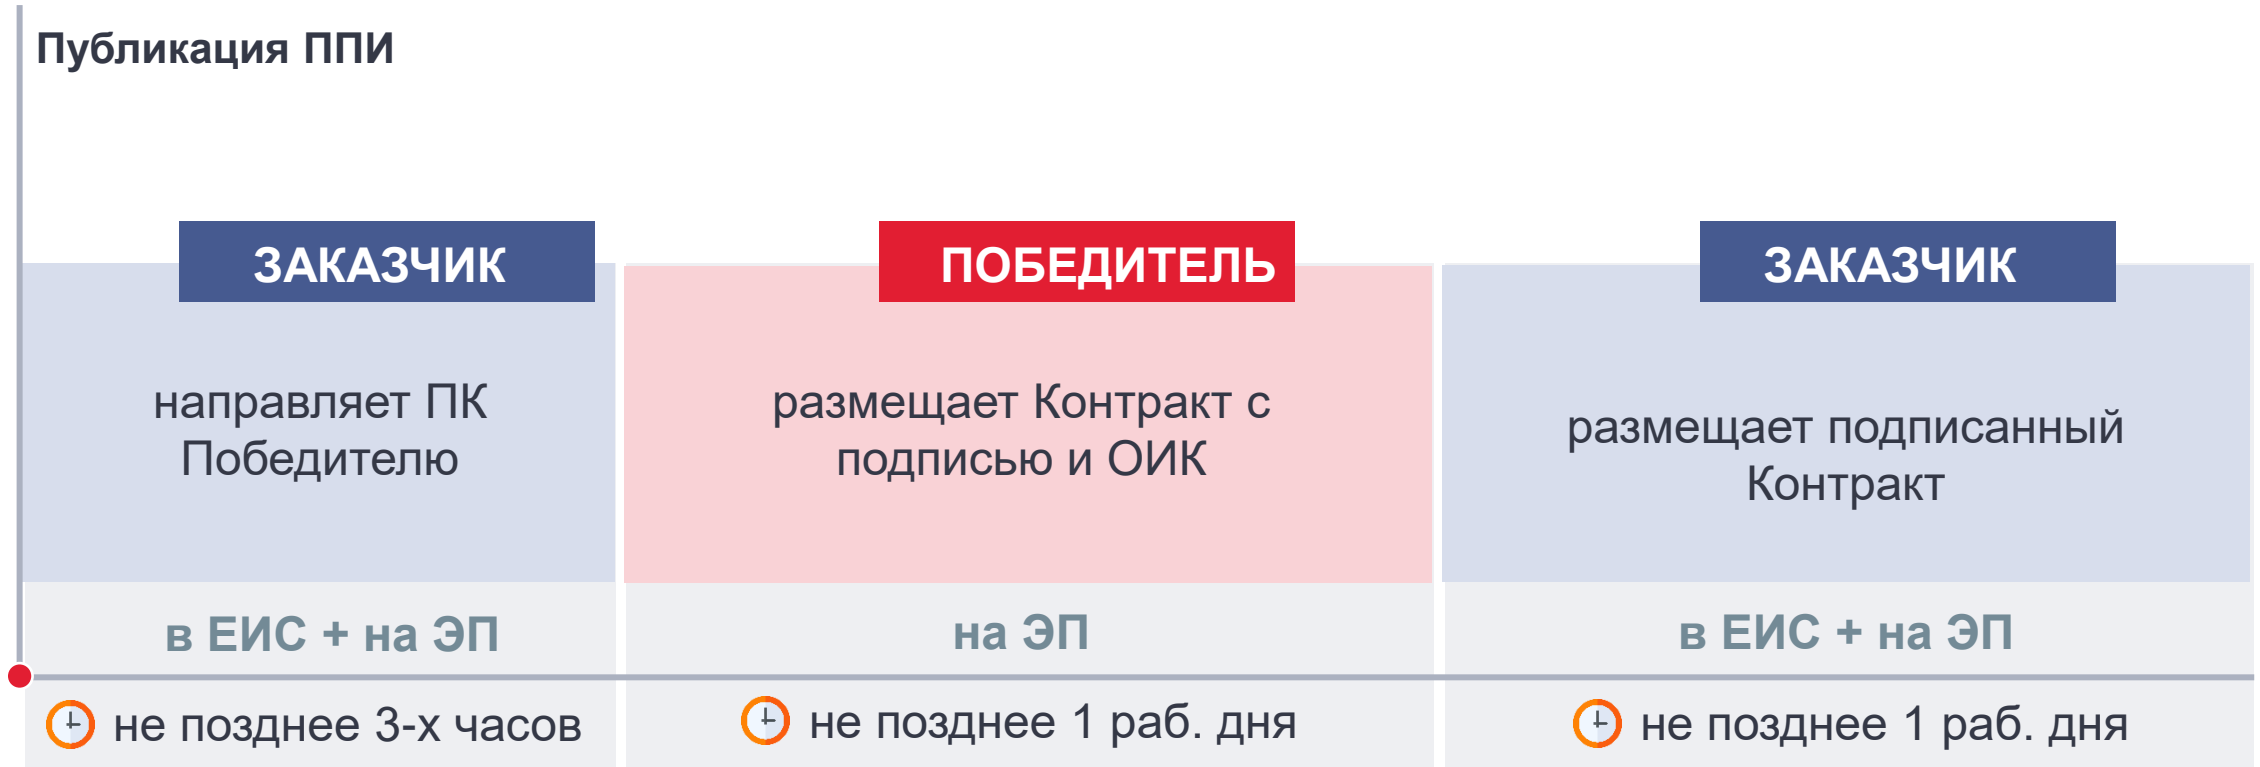 Публикация ППИ
ЗАКАЗЧИК
направляет ПК
Победителю
в ЕИС + на ЭП
не позднее 3-х часов
ПОБЕДИТЕЛЬ
размещает Контракт с
подписью и ОИК
на ЭП
не позднее 1 раб. дня
ЗАКАЗЧИК
размещает подписанный
Контракт
в ЕИС + на ЭП
не позднее 1 раб. дня